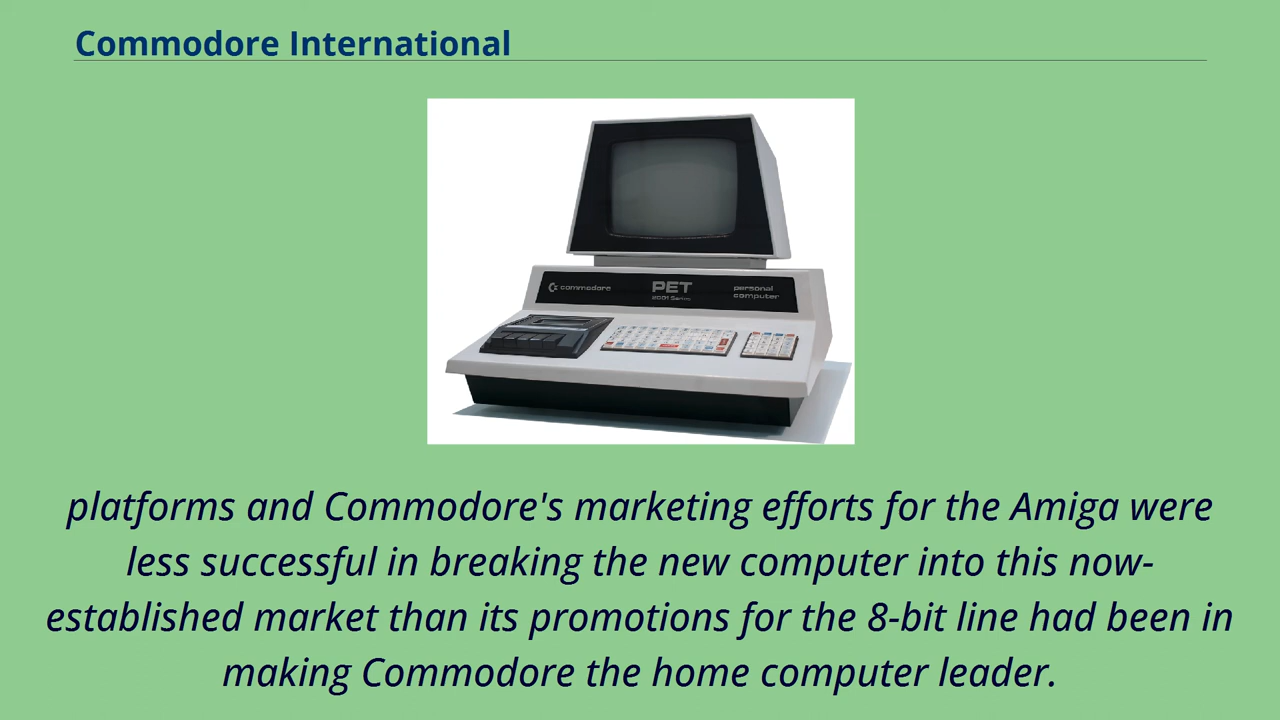 Commodore International
commodore
PET
2001 Series
personal
computer
platforms and Commodore's marketing efforts for the Amiga were
less successful in breaking the new computer into this now-
established market than its promotions for the 8-bit line had been in
making Commodore the home computer leader.